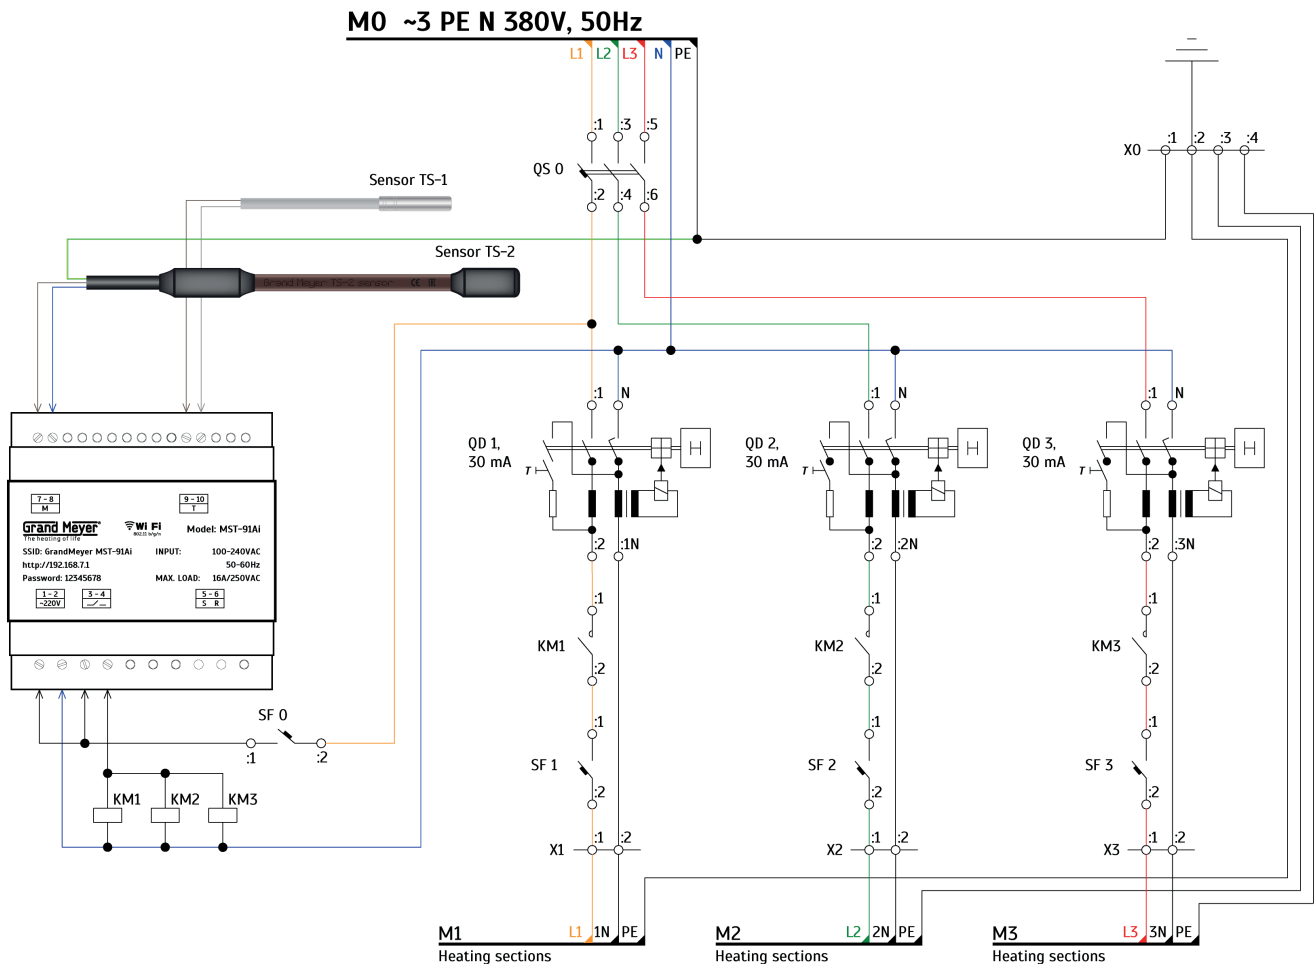 M0 ~3 PE N 380V, 50Hz
L1 L2 L3 N PE
:1 :3 :5
QS 0
:2 :4 :6
X0 :1 :2 :3 :4
Sensor TS-1
Sensor TS-2
Grand Meyer TS-2 sensor CE
:1 N
:1 N
:1 N
QD 1,
30 mA
T
H
QD 2,
30 mA
T
H
QD 3,
30 mA
T
H
:2 :1N
:2 :2N
:2 :3N
7 - 8
M
9 - 10
T
Grand Meyer®
The heating of life
Wi Fi
802.11 b/g/n
Model: MST-91Ai
SSID: GrandMeyer MST-91Ai
http://192.168.7.1
Password: 12345678
INPUT: 100-240VAC
50-60Hz
MAX. LOAD: 16A/250VAC
1 - 2
~220V
3 - 4
5 - 6
S R
:1
KM1
:2
:1
KM2
:2
:1
KM3
:2
SF 0
:1 :2
KM1 KM2 KM3
:1
SF 1
:2
:1
SF 2
:2
:1
SF 3
:2
X1 :1 :2
X2 :1 :2
X3 :1 :2
M1 L1 1N PE
Heating sections
M2 L2 2N PE
Heating sections
M3 L3 3N PE
Heating sections